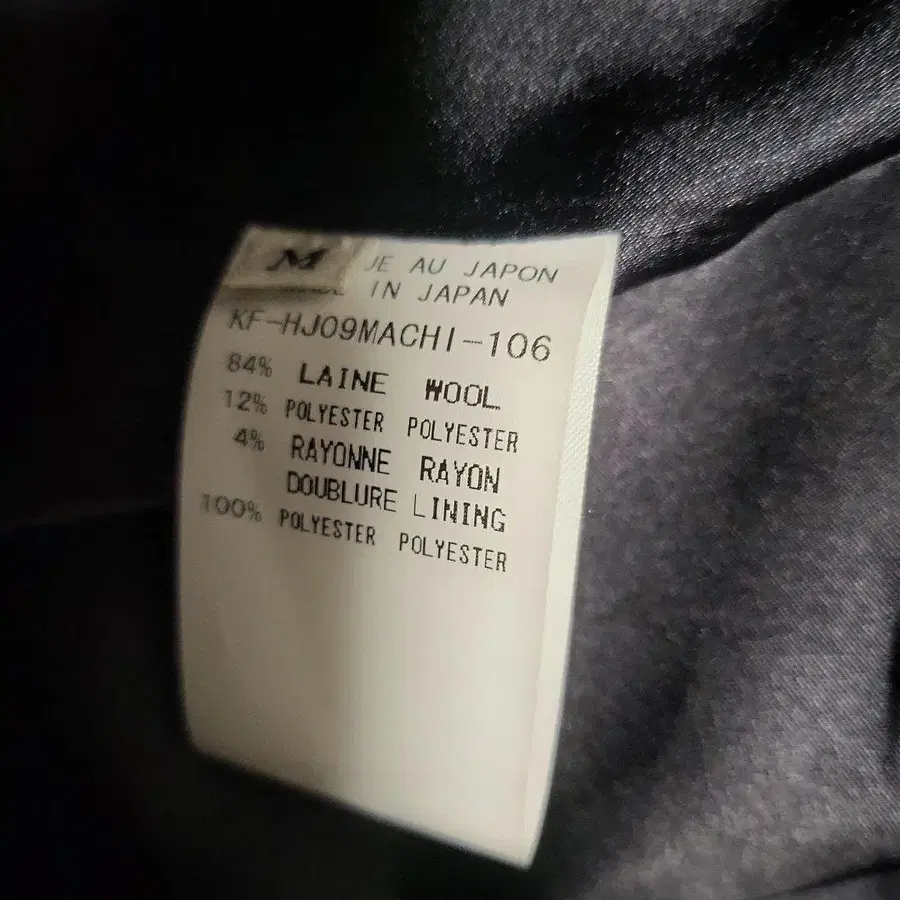 M
UE AU JAPON
IN JAPAN
KF-HJ09MACHI-106
84% LAINE WOOL
12% POLYESTER POLYESTER
4% RAYONNE RAYON
DOUBLURE LINING
100% POLYESTER POLYESTER